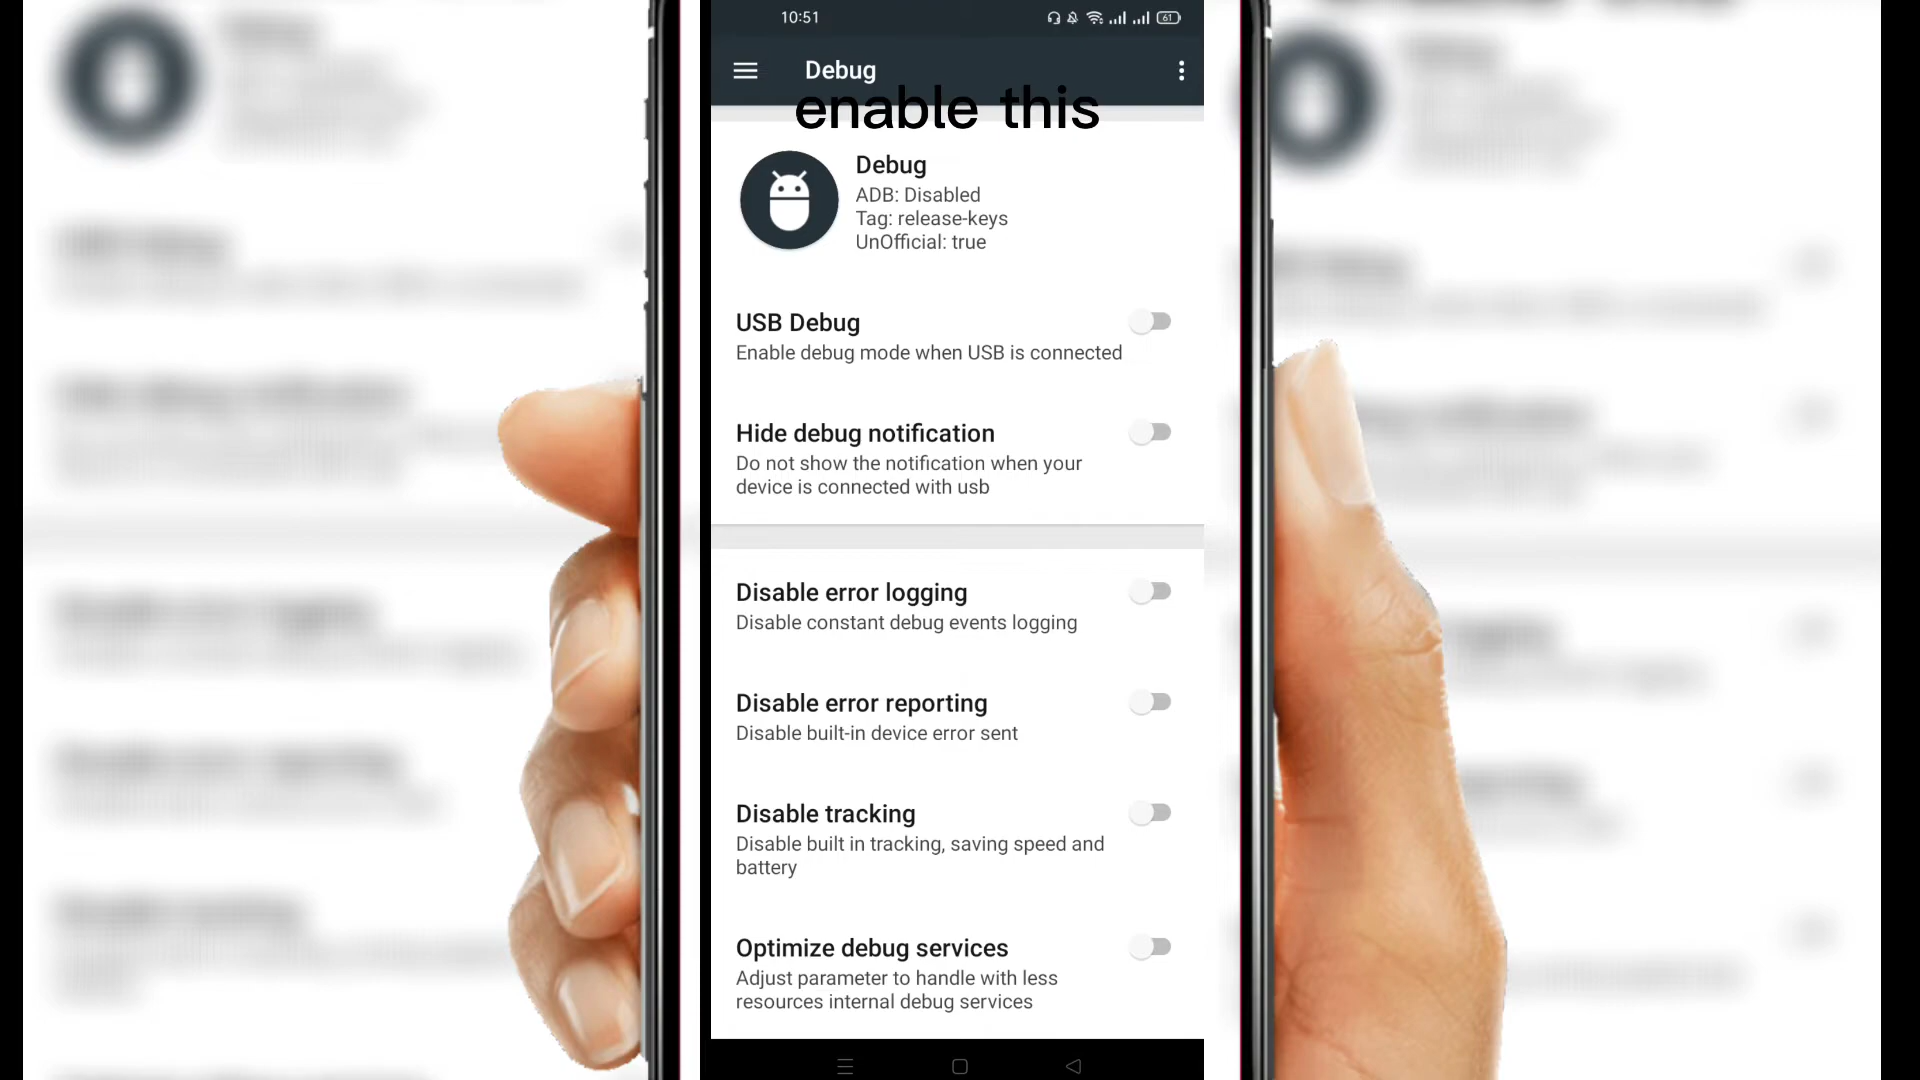 10:51
61
Debug
enable this
Debug
ADB: Disabled
Tag: release-keys
UnOfficial: true
USB Debug
Enable debug mode when USB is connected
Hide debug notification
Do not show the notification when your
device is connected with usb
Disable error logging
Disable constant debug events logging
Disable error reporting
Disable built-in device error sent
Disable tracking
Disable built in tracking, saving speed and
battery
Optimize debug services
Adjust parameter to handle with less
resources internal debug services